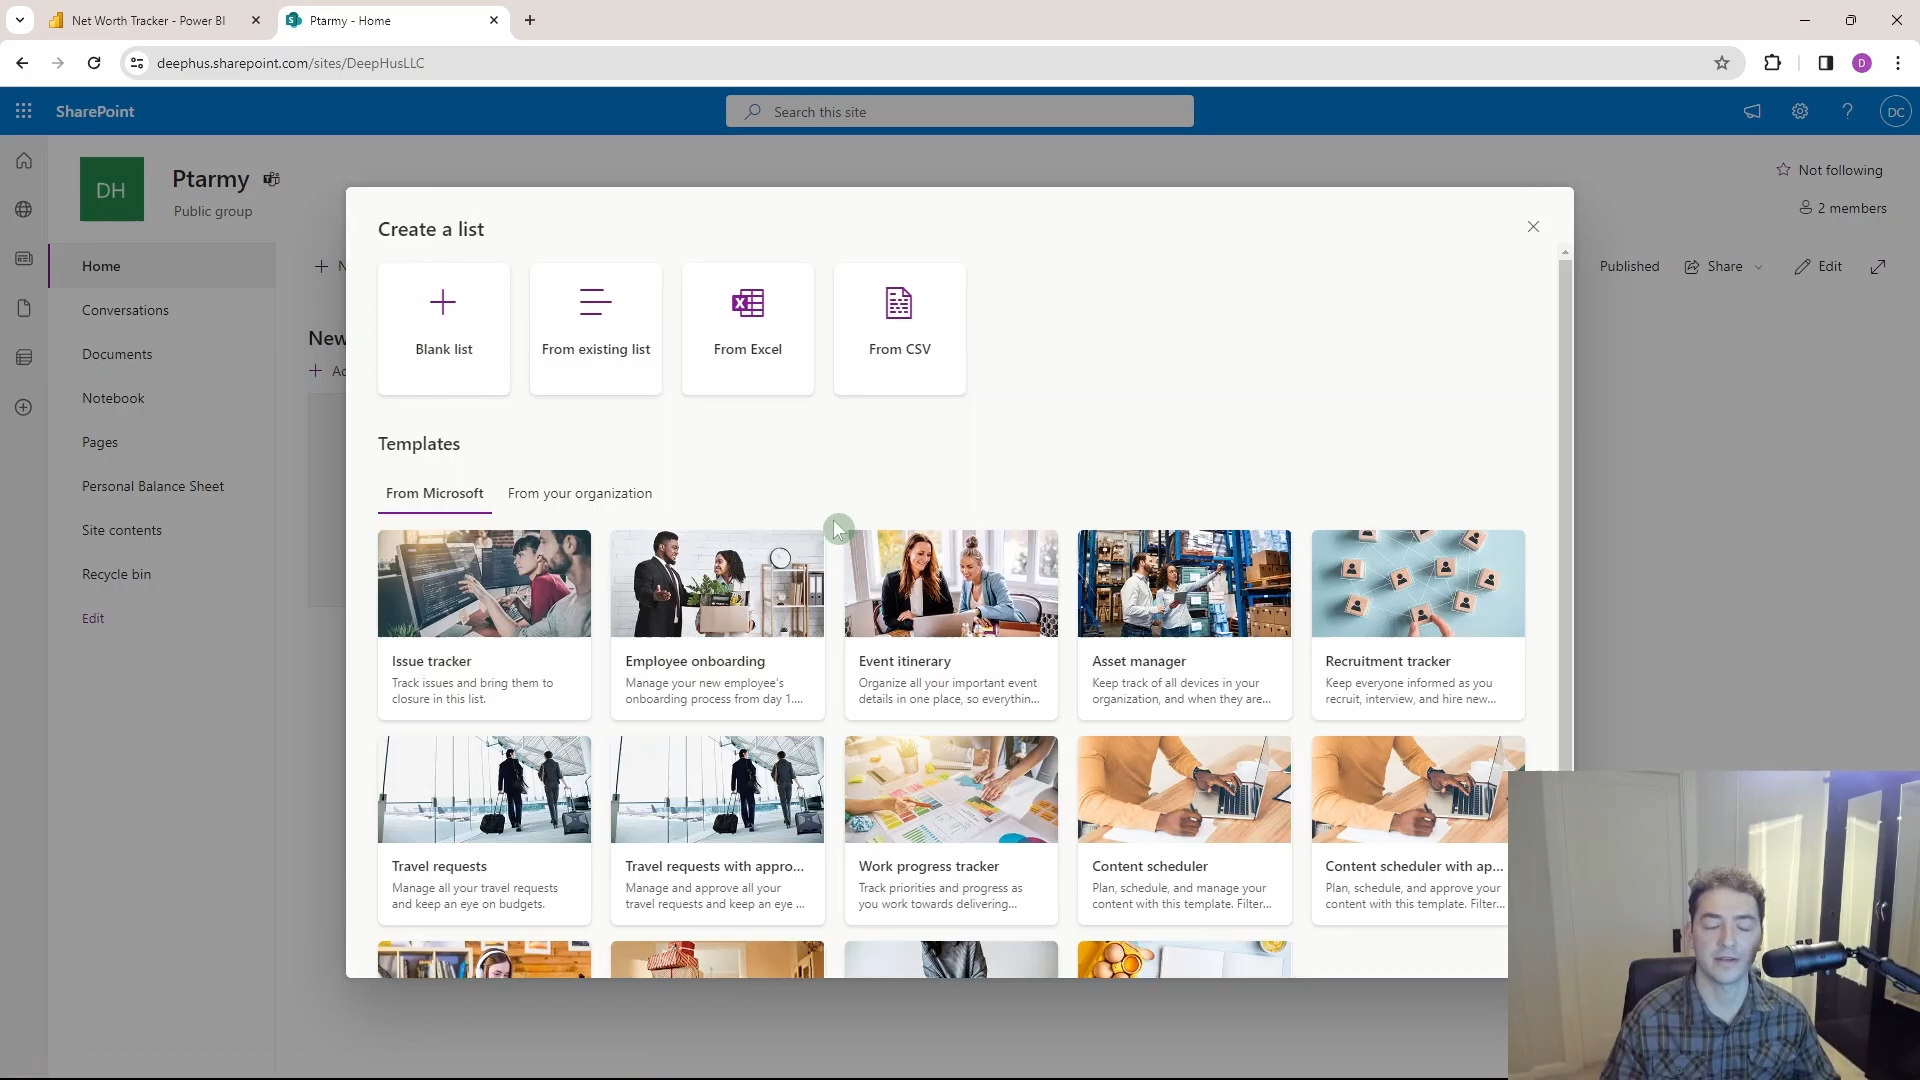 Net Worth Tracker - Power BI
Ptarmy - Home
deephus.sharepoint.com/sites/DeepHusLLC
D
SharePoint
Search this site
DC
DH
Ptarmy
Public group
Not following
2 members
Home
Conversations
Documents
Notebook
Pages
Personal Balance Sheet
Site contents
Recycle bin
Edit
Published
Share
Edit
New
Create a list
Blank list
From existing list
From Excel
From CSV
Templates
From Microsoft
From your organization
Issue tracker
Track issues and bring them to
closure in this list.
Employee onboarding
Manage your new employee's
onboarding process from day 1....
Event itinerary
Organize all your important event
details in one place, so everythin...
Asset manager
Keep track of all devices in your
organization, and when they are...
Recruitment tracker
Keep everyone informed as you
recruit, interview, and hire new...
Travel requests
Manage all your travel requests
and keep an eye on budgets.
Travel requests with appro...
Manage and approve all your
travel requests and keep an eye ...
Work progress tracker
Track priorities and progress as
you work towards delivering...
Content scheduler
Plan, schedule, and manage your
content with this template. Filter...
Content scheduler with ap...
Plan, schedule, and approve your
content with this template. Filter...